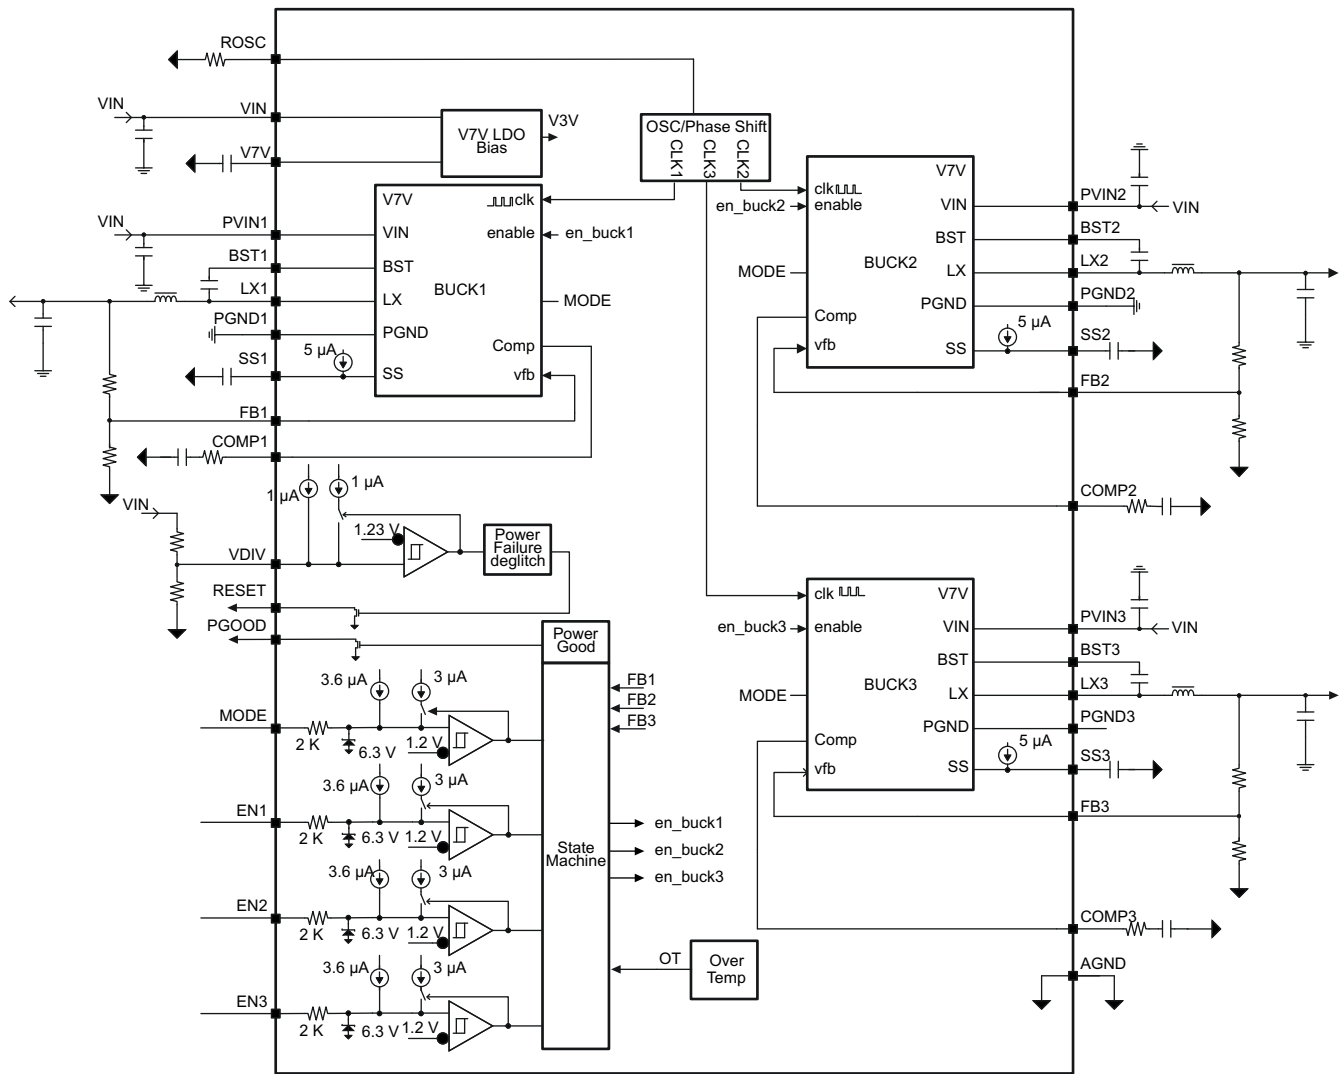 ROSC
VIN
VIN
V7V
V7V LDO
Bias
V3V
OSC/Phase Shift
CLK1
CLK3
CLK2
VIN
PVIN1
BST1
LX1
PGND1
SS1
FB1
COMP1
5 µA
V7V
clk
VIN
enable
en_buck1
BST
BUCK1
LX
MODE
PGND
Comp
SS
vfb
V7V
clk
en_buck2
enable
VIN
BST
MODE
BUCK2
LX
PGND
Comp
5 µA
vfb
SS
PVIN2
VIN
BST2
LX2
PGND2
SS2
FB2
COMP2
1 µA
1 µA
VIN
1.23 V
VDIV
Power
Failure
deglitch
RESET
PGOOD
Power
Good
FB1
FB2
FB3
State
Machine
en_buck1
en_buck2
en_buck3
OT
Over
Temp
3.6 µA
3 µA
MODE
2 K
6.3 V
1.2 V
3.6 µA
3 µA
EN1
2 K
6.3 V
1.2 V
3.6 µA
3 µA
EN2
2 K
6.3 V
1.2 V
3.6 µA
3 µA
EN3
2 K
6.3 V
1.2 V
clk
V7V
en_buck3
enable
VIN
BST
MODE
BUCK3
LX
PGND
Comp
5 µA
vfb
SS
PVIN3
VIN
BST3
LX3
PGND3
SS3
FB3
COMP3
AGND